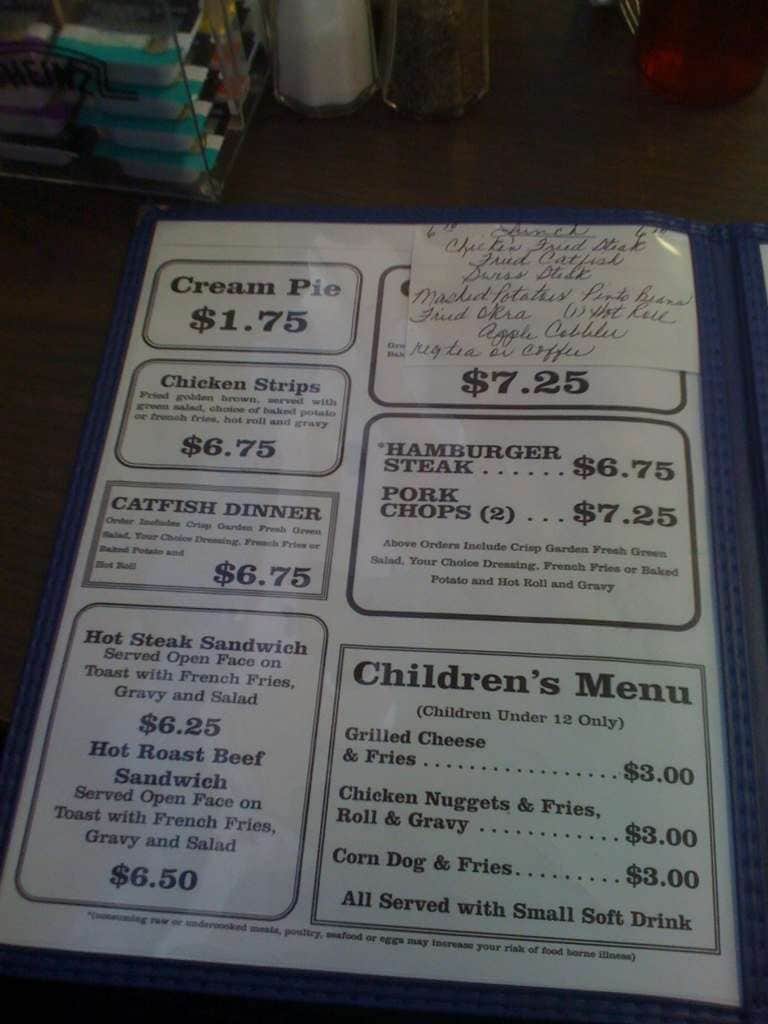 HEINZ
Lunch
Chicken Fried Steak
Fried Catfish
Swiss Steak
Mashed Potatoes Pinto Beans
Fried Okra (1) Hot Roll
Apple Cobbler
reg tea or coffee
Cream Pie
$1.75
$7.25
Chicken Strips
Fried golden brown, served with
green salad, choice of baked potato
or french fries, hot roll and gravy
$6.75
*HAMBURGER
STEAK ...... $6.75
PORK
CHOPS (2) ... $7.25
Above Orders Include Crisp Garden Fresh Green
Salad, Your Choice Dressing, French Fries or Baked
Potato and Hot Roll and Gravy
CATFISH DINNER
Order Includes Crisp Garden Fresh Green
Salad, Your Choice Dressing, French Fries or
Baked Potato and
Hot Roll
$6.75
Hot Steak Sandwich
Served Open Face on
Toast with French Fries,
Gravy and Salad
$6.25
Hot Roast Beef
Sandwich
Served Open Face on
Toast with French Fries,
Gravy and Salad
$6.50
Children's Menu
(Children Under 12 Only)
Grilled Cheese
& Fries ................. $3.00
Chicken Nuggets & Fries,
Roll & Gravy ............ $3.00
Corn Dog & Fries......... $3.00
All Served with Small Soft Drink
*(consuming raw or undercooked meats, poultry, seafood or eggs may increase your risk of food borne illness)